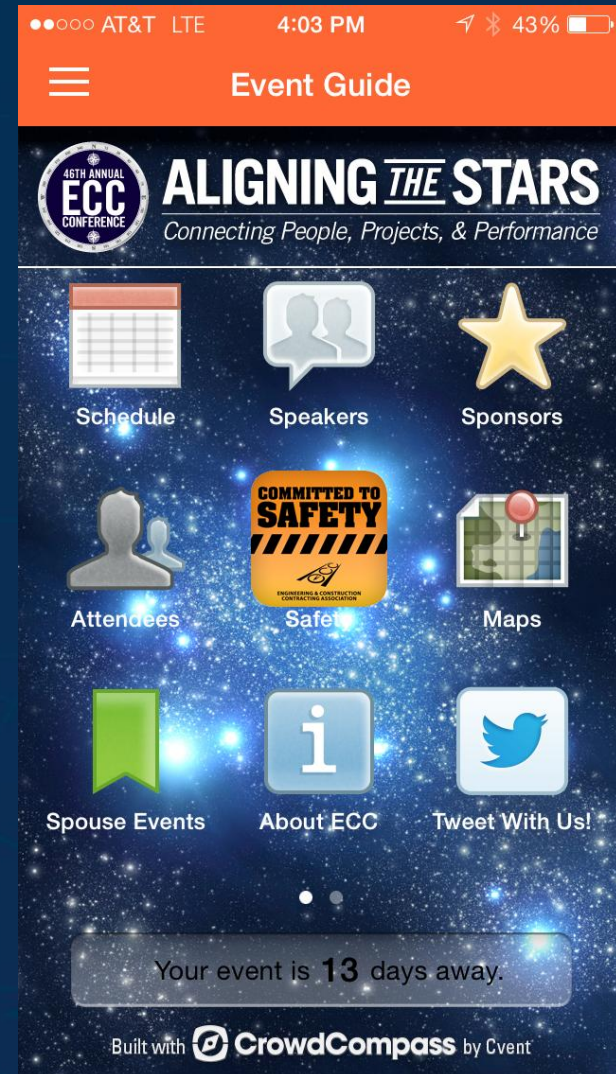 AT&T LTE 4:03 PM 43%
Event Guide
46TH ANNUAL
ECC
CONFERENCE
ALIGNING THE STARS
Connecting People, Projects, & Performance
Schedule Speakers Sponsors
COMMITTED TO
SAFETY
ENGINEERING & CONSTRUCTION
CONTRACTING ASSOCIATION
Attendees Safety Maps
i
Spouse Events About ECC Tweet With Us!
Your event is 13 days away.
Built with CrowdCompass by Cvent